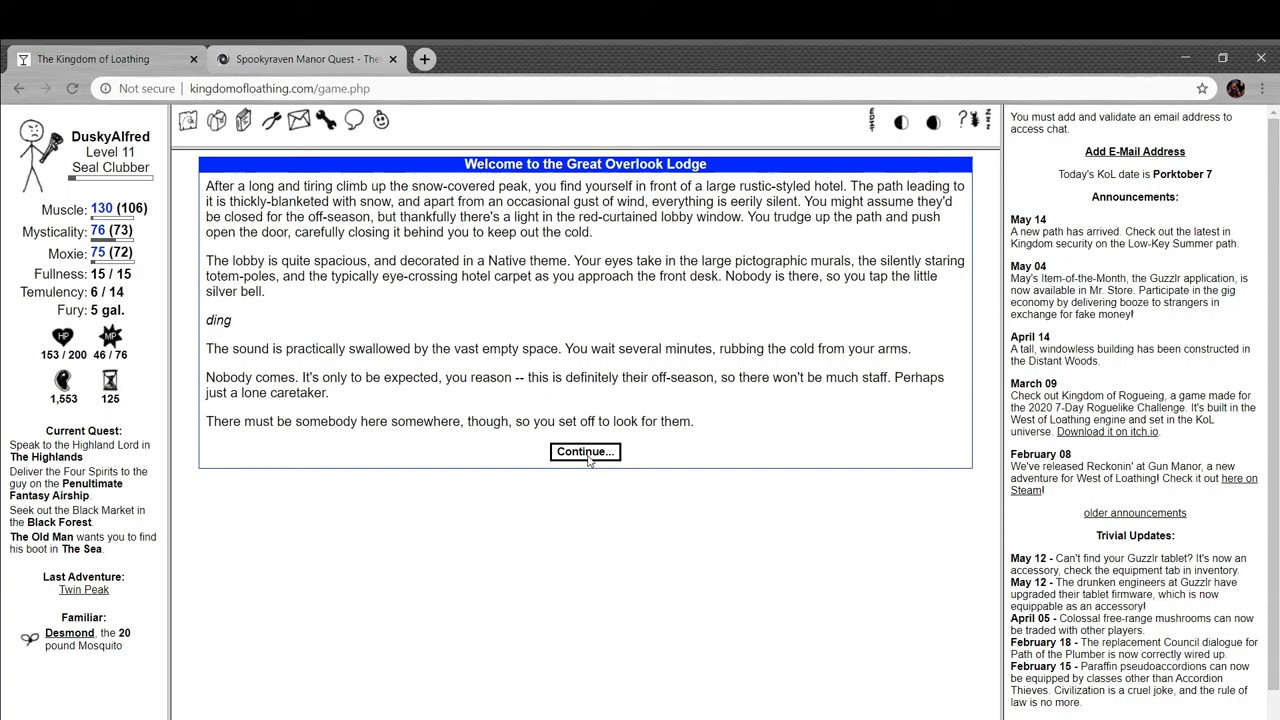 The Kingdom of Loathing
Spookyraven Manor Quest - The
Not secure
kingdomofloathing.com/game.php
DuskyAlfred
Level 11
Seal Clubber
Muscle: 130 (106)
Mysticality: 76 (73)
Moxie: 75 (72)
Fullness: 15 / 15
Temulency: 6 / 14
Fury: 5 gal.
HP
MP
153 / 200
46 / 76
1,553
125
Current Quest:
Speak to the Highland Lord in
The Highlands
Deliver the Four Spirits to the
guy on the Penultimate
Fantasy Airship.
Seek out the Black Market in
the Black Forest.
The Old Man wants you to find
his boot in The Sea.
Last Adventure:
Twin Peak
Familiar:
Desmond, the 20
pound Mosquito
EDIT
Welcome to the Great Overlook Lodge
After a long and tiring climb up the snow-covered peak, you find yourself in front of a large rustic-styled hotel. The path leading to
it is thickly-blanketed with snow, and apart from an occasional gust of wind, everything is eerily silent. You might assume they'd
be closed for the off-season, but thankfully there's a light in the red-curtained lobby window. You trudge up the path and push
open the door, carefully closing it behind you to keep out the cold.
The lobby is quite spacious, and decorated in a Native theme. Your eyes take in the large pictographic murals, the silently staring
totem-poles, and the typically eye-crossing hotel carpet as you approach the front desk. Nobody is there, so you tap the little
silver bell.
ding
The sound is practically swallowed by the vast empty space. You wait several minutes, rubbing the cold from your arms.
Nobody comes. It's only to be expected, you reason -- this is definitely their off-season, so there won't be much staff. Perhaps
just a lone caretaker.
There must be somebody here somewhere, though, so you set off to look for them.
Continue...
You must add and validate an email address to
access chat.
Add E-Mail Address
Today's KoL date is Porktober 7
Announcements:
May 14
A new path has arrived. Check out the latest in
Kingdom security on the Low-Key Summer path.
May 04
May's Item-of-the-Month, the Guzzlr application, is
now available in Mr. Store. Participate in the gig
economy by delivering booze to strangers in
exchange for fake money!
April 14
A tall, windowless building has been constructed in
the Distant Woods.
March 09
Check out Kingdom of Rogueing, a game made for
the 2020 7-Day Roguelike Challenge. It's built in the
West of Loathing engine and set in the KoL
universe. Download it on itch.io.
February 08
We've released Reckonin' at Gun Manor, a new
adventure for West of Loathing! Check it out here on
Steam!
older announcements
Trivial Updates:
May 12 - Can't find your Guzzlr tablet? It's now an
accessory, check the equipment tab in inventory.
May 12 - The drunken engineers at Guzzlr have
upgraded their tablet firmware, which is now
equippable as an accessory!
April 05 - Colossal free-range mushrooms can now
be traded with other players.
February 18 - The replacement Council dialogue for
Path of the Plumber is now correctly wired up.
February 15 - Paraffin pseudoaccordions can now
be equipped by classes other than Accordion
Thieves. Civilization is a cruel joke, and the rule of
law is no more.